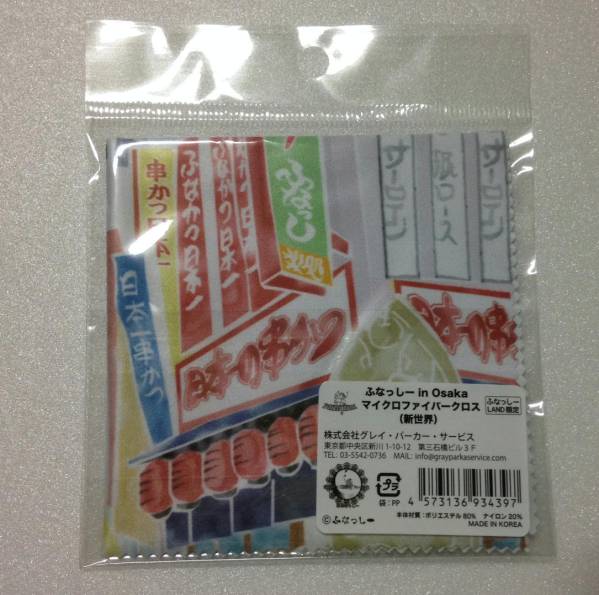 串かつ
日本一串かつ
ふなかつ日本一
日本一
ふなっし
サーロイン
ロース
サーロイン
日本一の串かつ
ふなっしー in Osaka
マイクロファイバークロス
(新世界)
ふなっしー
LAND限定
株式会社グレイ・パーカー・サービス
東京都中央区新川 1-10-12 第三石橋ビル3F
TEL: 03-5542-0736 MAIL: info@grayparkaservice.com
プラ
袋：PP
4 573136 934397
©ふなっしー
本体材質：ポリエステル 80% ナイロン 20%
MADE IN KOREA